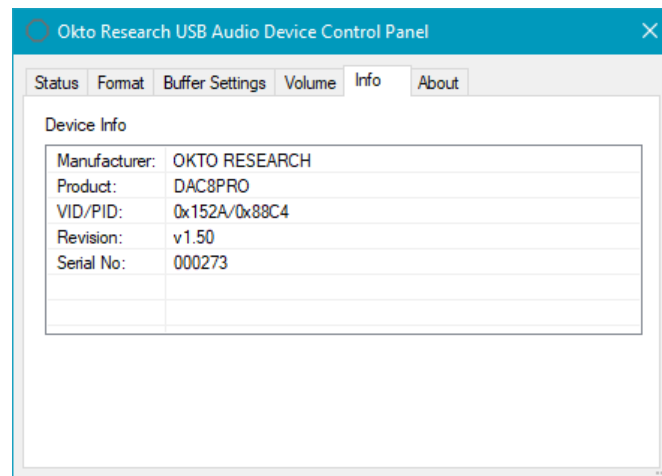 Okto Research USB Audio Device Control Panel
Status Format Buffer Settings Volume Info About
Device Info
Manufacturer: OKTO RESEARCH
Product: DAC8PRO
VID/PID: 0x152A/0x88C4
Revision: v1.50
Serial No: 000273